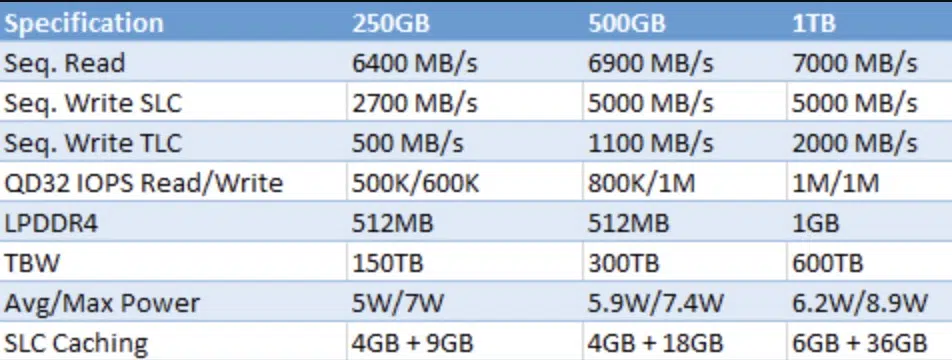 Specification 250GB 500GB 1TB
Seq. Read 6400 MB/s 6900 MB/s 7000 MB/s
Seq. Write SLC 2700 MB/s 5000 MB/s 5000 MB/s
Seq. Write TLC 500 MB/s 1100 MB/s 2000 MB/s
QD32 IOPS Read/Write 500K/600K 800K/1M 1M/1M
LPDDR4 512MB 512MB 1GB
TBW 150TB 300TB 600TB
Avg/Max Power 5W/7W 5.9W/7.4W 6.2W/8.9W
SLC Caching 4GB + 9GB 4GB + 18GB 6GB + 36GB